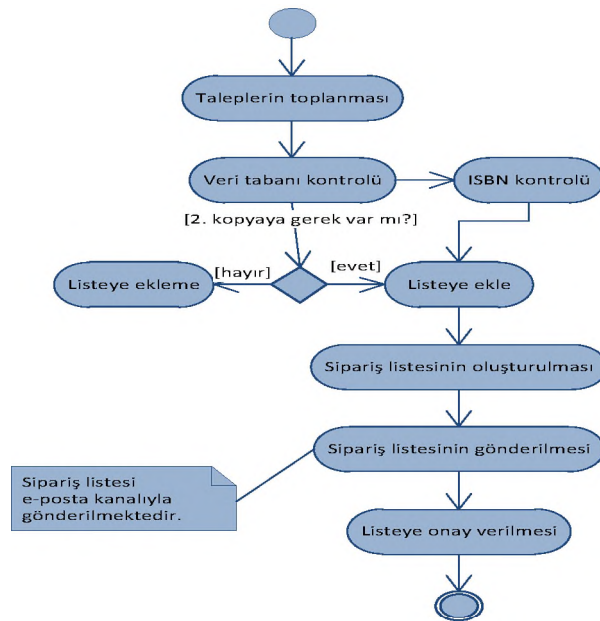 Taleplerin toplanması
Veri tabanı kontrolü
ISBN kontrolü
[2. kopyaya gerek var mı?]
[hayır]
[evet]
Listeye ekleme
Listeye ekle
Sipariş listesinin oluşturulması
Sipariş listesinin gönderilmesi
Sipariş listesi
e-posta kanalıyla
gönderilmektedir.
Listeye onay verilmesi